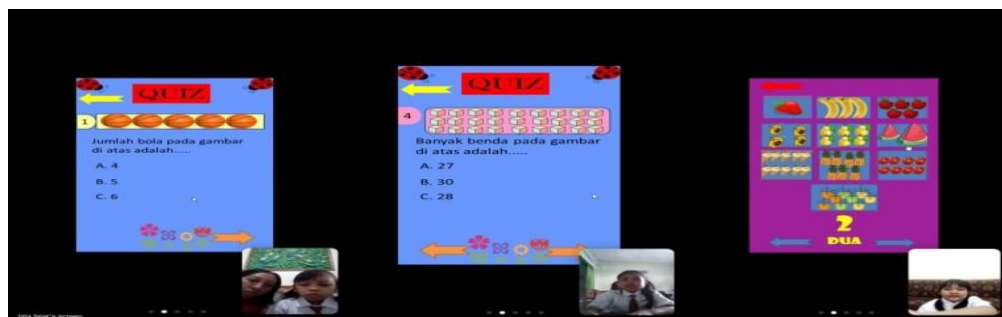 QUIZ
1
Jumlah bola pada gambar
di atas adalah.....
A. 4
B. 5
C. 6
QUIZ
4
Banyak benda pada gambar
di atas adalah.....
A. 27
B. 30
C. 28
2
DUA